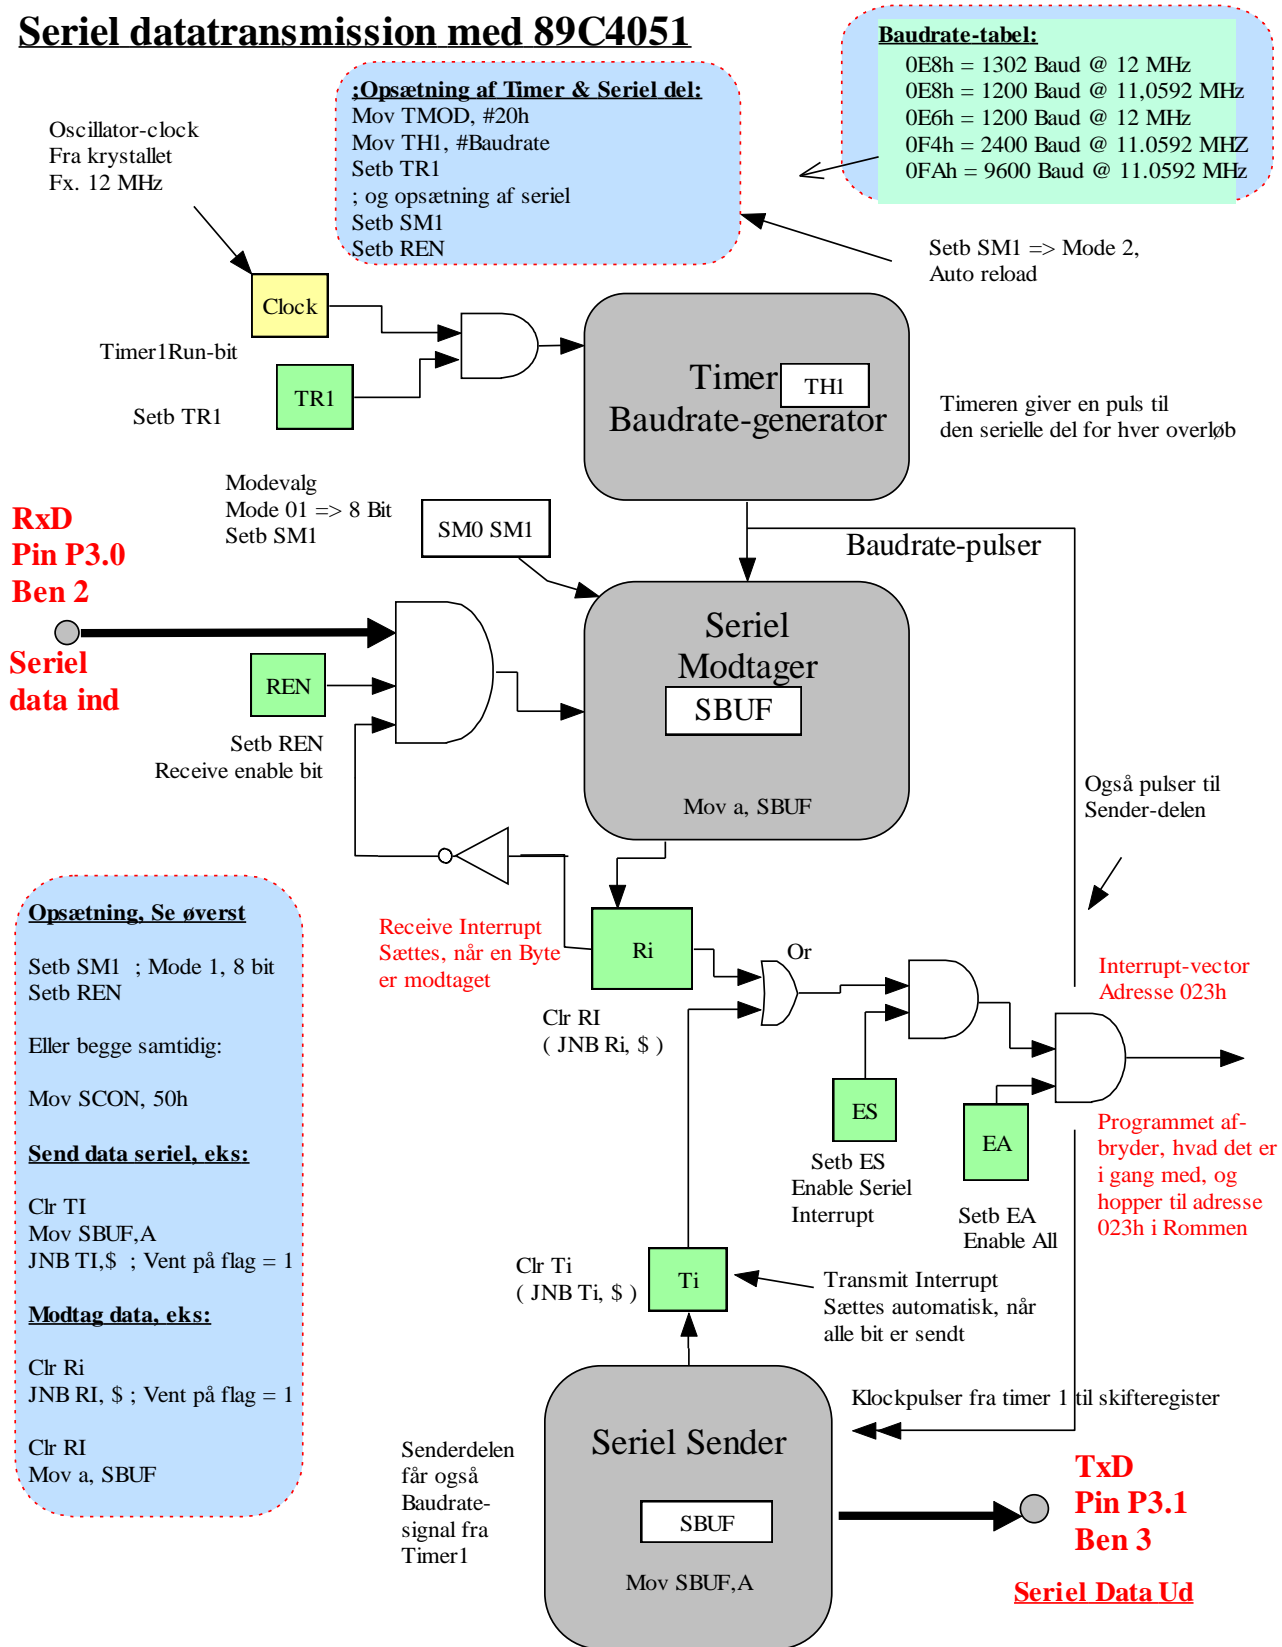 Seriel datatransmission med 89C4051
Baudrate-tabel:
0E8h = 1302 Baud @ 12 MHz
0E8h = 1200 Baud @ 11,0592 MHz
0E6h = 1200 Baud @ 12 MHz
0F4h = 2400 Baud @ 11.0592 MHZ
0FAh = 9600 Baud @ 11.0592 MHz
;Opsætning af Timer & Seriel del:
Mov TMOD, #20h
Mov TH1, #Baudrate
Setb TR1
; og opsætning af seriel
Setb SM1
Setb REN
Oscillator-clock
Fra krystallet
Fx. 12 MHz
Setb SM1 => Mode 2,
Auto reload
Clock
Timer1Run-bit
TR1
Setb TR1
Timer
TH1
Baudrate-generator
Timeren giver en puls til
den serielle del for hver overløb
Modevalg
Mode 01 => 8 Bit
Setb SM1
SM0 SM1
Baudrate-pulser
RxD
Pin P3.0
Ben 2
Seriel
data ind
REN
Setb REN
Receive enable bit
Seriel
Modtager
SBUF
Mov a, SBUF
Også pulser til
Sender-delen
Opsætning, Se øverst
Setb SM1  ; Mode 1, 8 bit
Setb REN
Eller begge samtidig:
Mov SCON, 50h
Send data seriel, eks:
Clr TI
Mov SBUF,A
JNB TI,$  ; Vent på flag = 1
Modtag data, eks:
Clr Ri
JNB RI, $ ; Vent på flag = 1
Clr RI
Mov a, SBUF
Receive Interrupt
Sættes, når en Byte
er modtaget
Ri
Or
Clr RI
( JNB Ri, $ )
Interrupt-vector
Adresse 023h
ES
Setb ES
Enable Seriel
Interrupt
EA
Setb EA
Enable All
Programmet af-
bryder, hvad det er
i gang med, og
hopper til adresse
023h i Rommen
Clr Ti
( JNB Ti, $ )
Ti
Transmit Interrupt
Sættes automatisk, når
alle bit er sendt
Klockpulser fra timer 1 til skifteregister
Seriel Sender
SBUF
Mov SBUF,A
Senderdelen
får også
Baudrate-
signal fra
Timer1
TxD
Pin P3.1
Ben 3
Seriel Data Ud